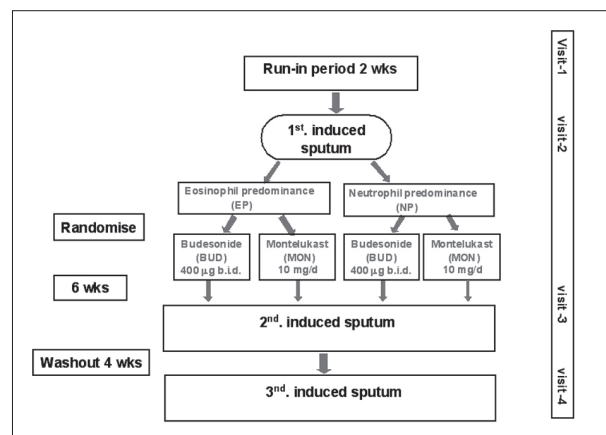 Run-in period 2 wks
1st. induced
sputum
Eosinophil predominance
(EP)
Neutrophil predominance
(NP)
Randomise
Budesonide
(BUD)
400 μg b.i.d.
Montelukast
(MON)
10 mg/d
Budesonide
(BUD)
400 μg b.i.d.
Montelukast
(MON)
10 mg/d
6 wks
2nd. induced sputum
Washout 4 wks
3nd. induced sputum
Visit-1
visit-2
visit-3
visit-4